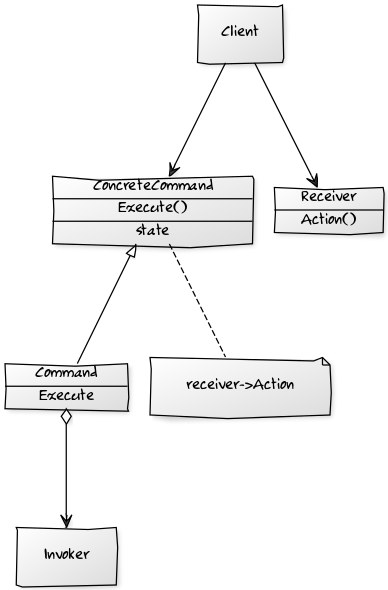 Client
ConcreteCommand
Execute()
state
Receiver
Action()
Command
Execute
receiver->Action
Invoker